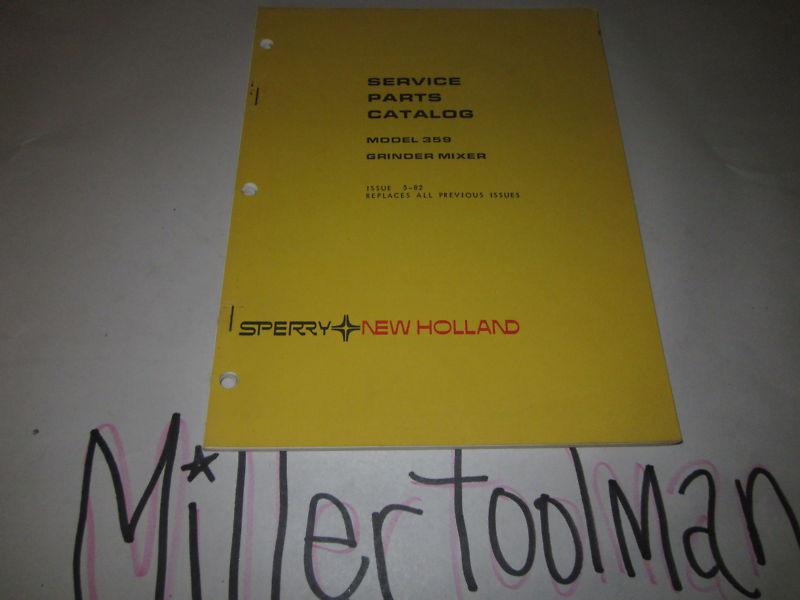 SERVICE
PARTS
CATALOG
MODEL 359
GRINDER MIXER
ISSUE 5-82
REPLACES ALL PREVIOUS ISSUES
SPERRY NEW HOLLAND
Millertoolman